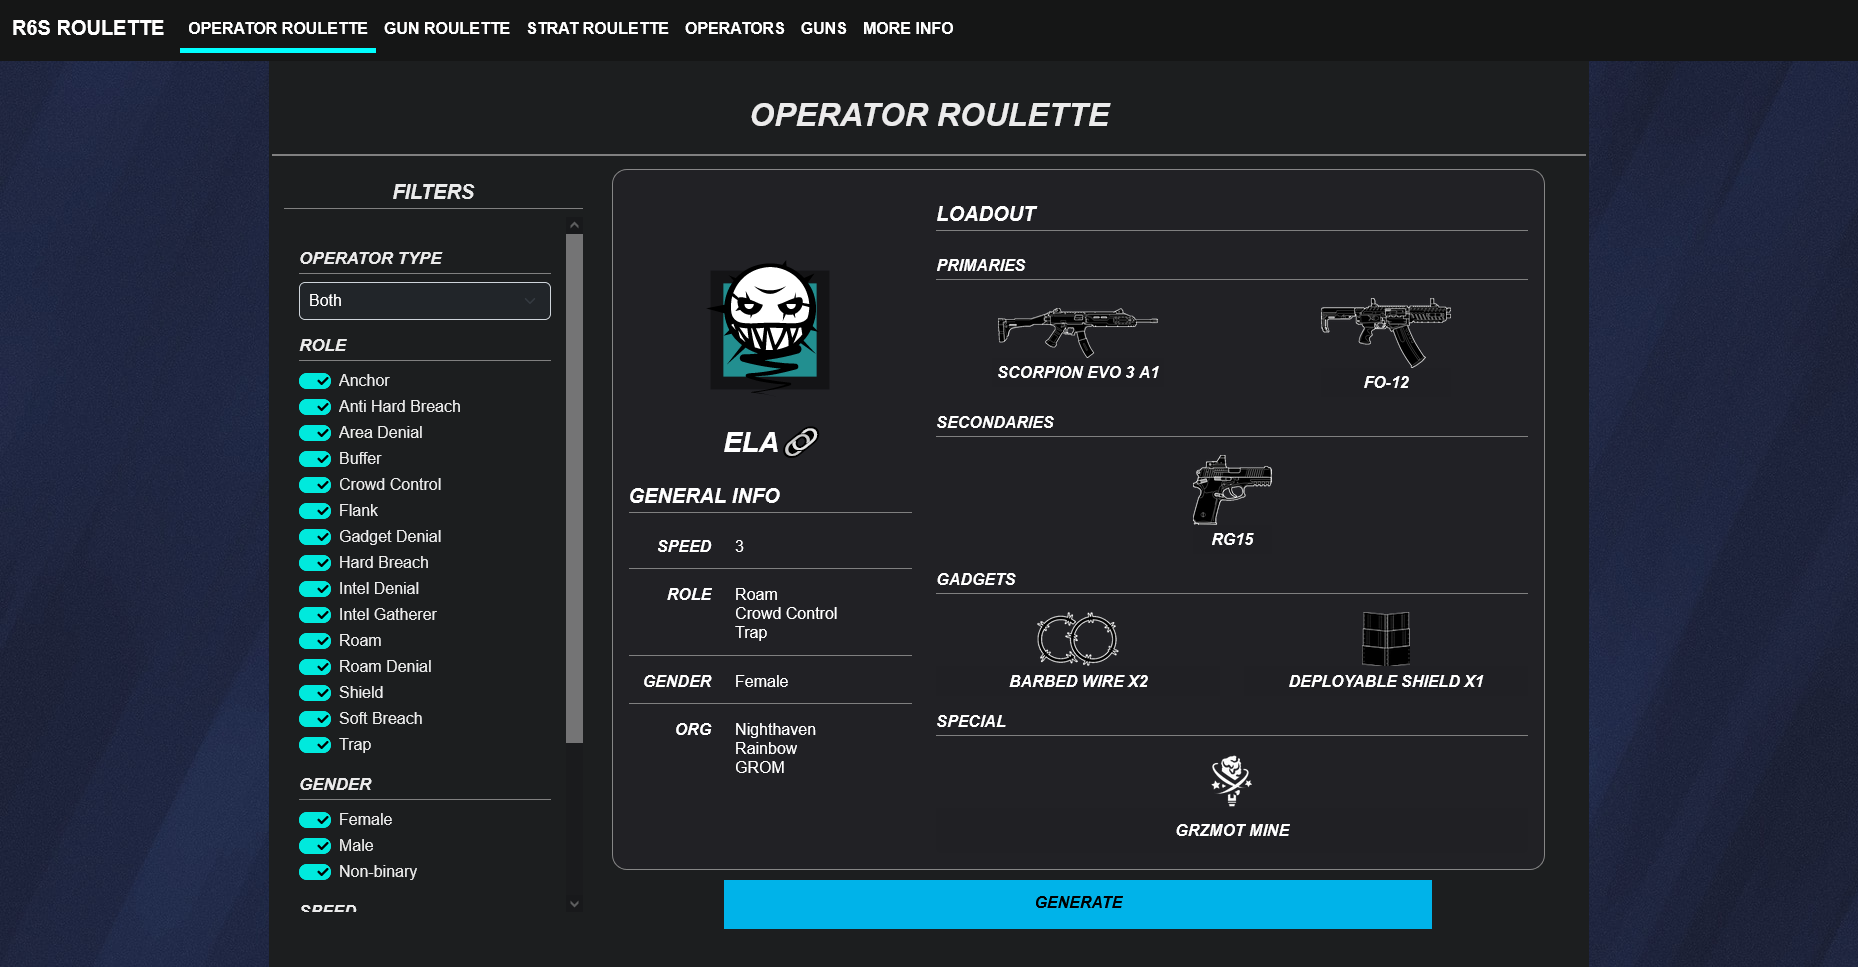 R6S ROULETTE OPERATOR ROULETTE GUN ROULETTE STRAT ROULETTE OPERATORS GUNS MORE INFO
OPERATOR ROULETTE
FILTERS
OPERATOR TYPE
Both
ROLE
Anchor
Anti Hard Breach
Area Denial
Buffer
Crowd Control
Flank
Gadget Denial
Hard Breach
Intel Denial
Intel Gatherer
Roam
Roam Denial
Shield
Soft Breach
Trap
GENDER
Female
Male
Non-binary
SPEED
ELA
GENERAL INFO
SPEED 3
ROLE Roam
Crowd Control
Trap
GENDER Female
ORG Nighthaven
Rainbow
GROM
LOADOUT
PRIMARIES
SCORPION EVO 3 A1
FO-12
SECONDARIES
RG15
GADGETS
BARBED WIRE X2
DEPLOYABLE SHIELD X1
SPECIAL
GRZMOT MINE
GENERATE